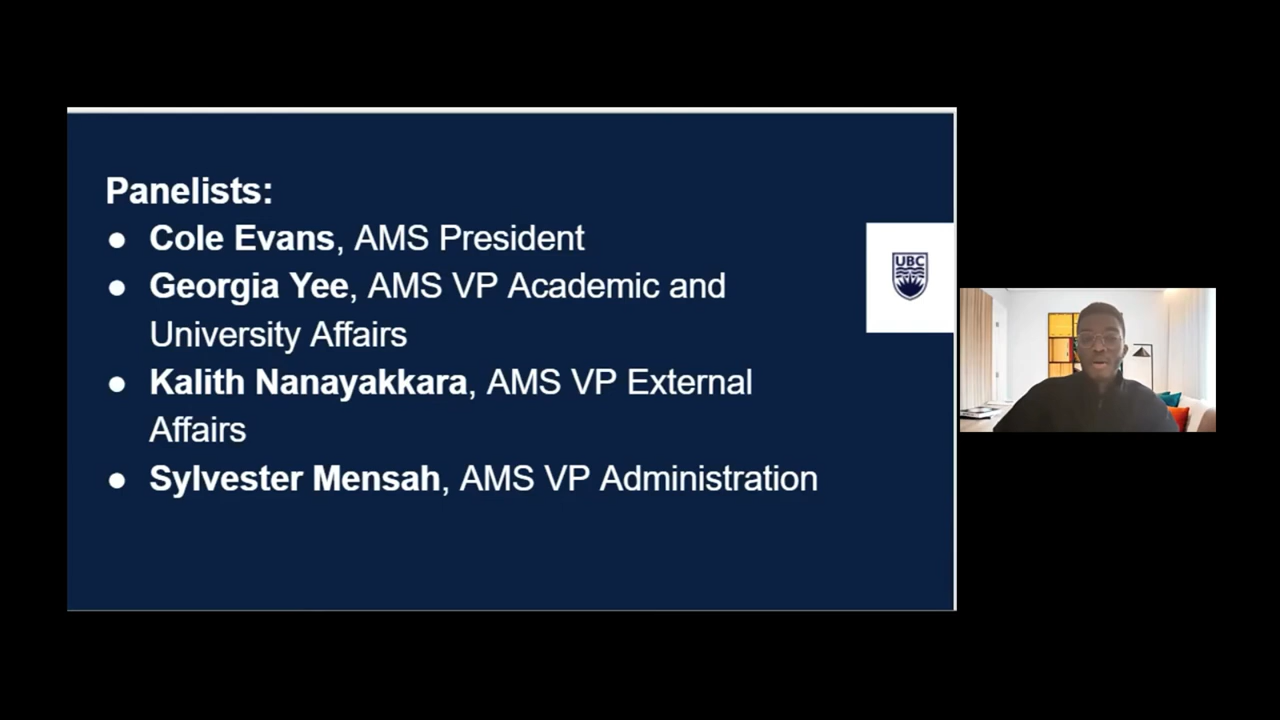 Panelists:
● Cole Evans, AMS President
● Georgia Yee, AMS VP Academic and
University Affairs
● Kalith Nanayakkara, AMS VP External
Affairs
● Sylvester Mensah, AMS VP Administration
UBC